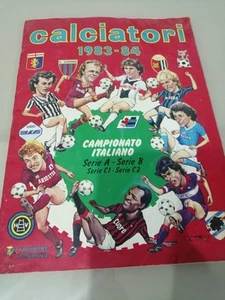 calciatori
1983-84
CAMPIONATO
ITALIANO
Serie A - Serie B
Serie C1 - Serie C2